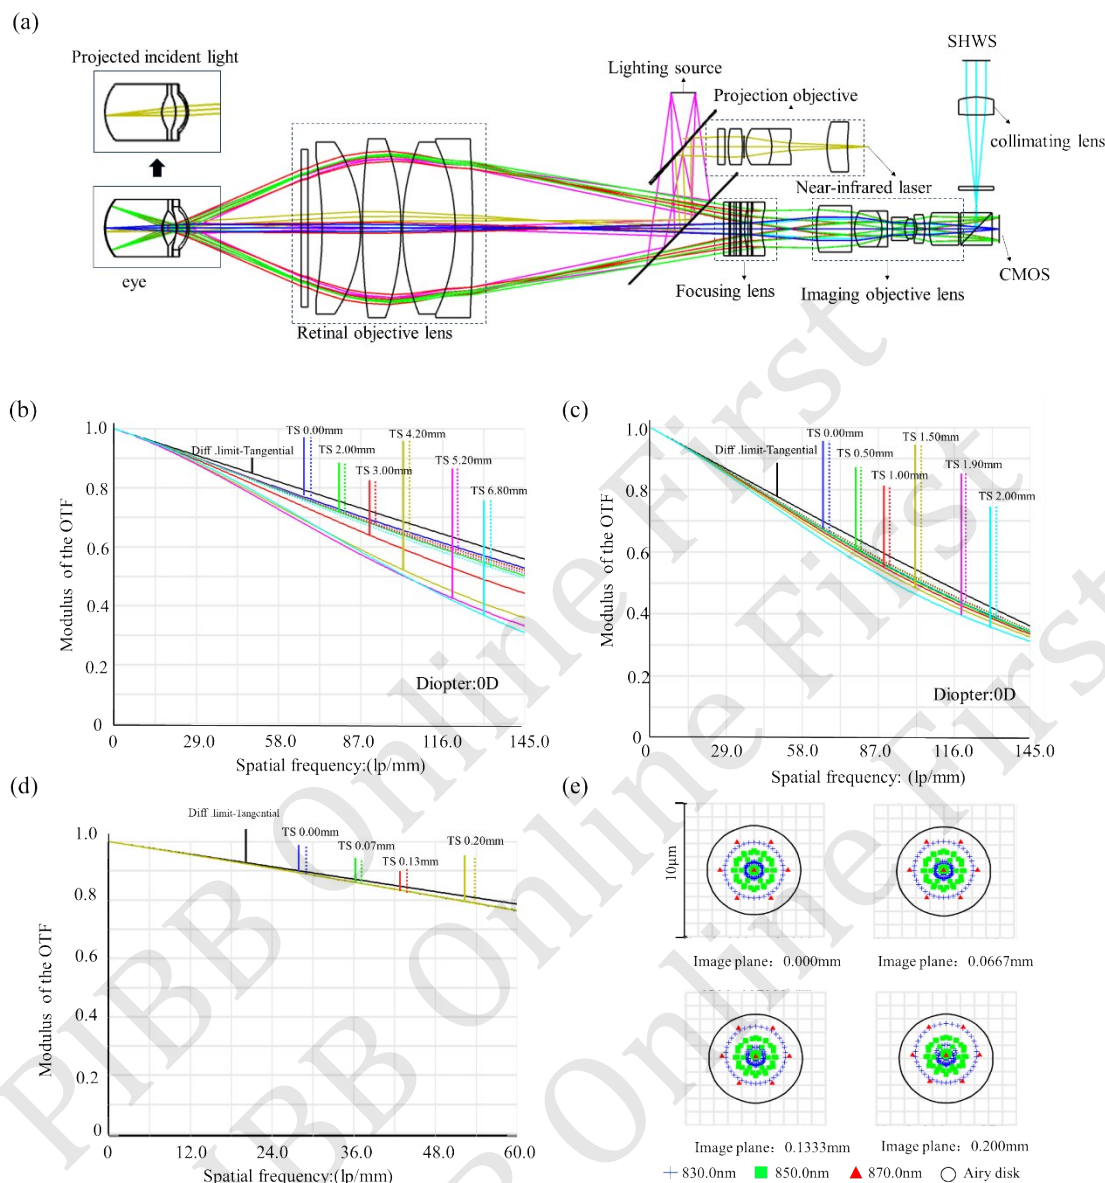 (a)
SHWS
Projected incident light
Lighting source
Projection objective
collimating lens
Near-infrared laser
eye
CMOS
Focusing lens
Imaging objective lens
Retinal objective lens
(b)
1.0
0.8
0.6
0.4
0.2
0
Modulus of the OTF
Diff .limit-Tangential
TS 0.00mm
TS 2.00mm
TS 3.00mm
TS 4.20mm
TS 5.20mm
TS 6.80mm
Diopter:0D
0 29.0 58.0 87.0 116.0 145.0
Spatial frequency:(lp/mm)
(c)
1.0
0.8
0.6
0.4
0.2
0
Modulus of the OTF
Diff .limit-Tangential
TS 0.00mm
TS 0.50mm
TS 1.00mm
TS 1.50mm
TS 1.90mm
TS 2.00mm
Diopter:0D
0 29.0 58.0 87.0 116.0 145.0
Spatial frequency: (lp/mm)
(d)
1.0
0.8
0.6
0.4
0.2
0
Modulus of the OTF
Diff .limit-Tangential
TS 0.00mm
TS 0.07mm
TS 0.13mm
TS 0.20mm
0 12.0 24.0 36.0 48.0 60.0
Spatial frequency:(lp/mm)
(e)
10μm
Image plane：0.000mm
Image plane：0.0667mm
Image plane：0.1333mm
Image plane：0.200mm
830.0nm 850.0nm 870.0nm Airy disk
PIBB Online First
PIBB Online First
PIBB Online First